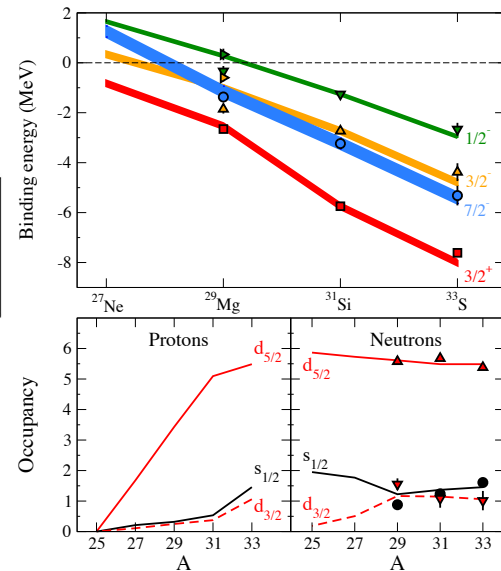 Binding energy (MeV)
2
0
-2
-4
-6
-8
1/2⁻
3/2⁻
7/2⁻
3/2⁺
²⁷Ne ²⁹Mg ³¹Si ³³S
Occupancy
Protons
Neutrons
6
5
4
3
2
1
0
d₅/₂
s₁/₂
d₃/₂
d₅/₂
s₁/₂
d₃/₂
25 27 29 31 33
25 27 29 31 33
A
A